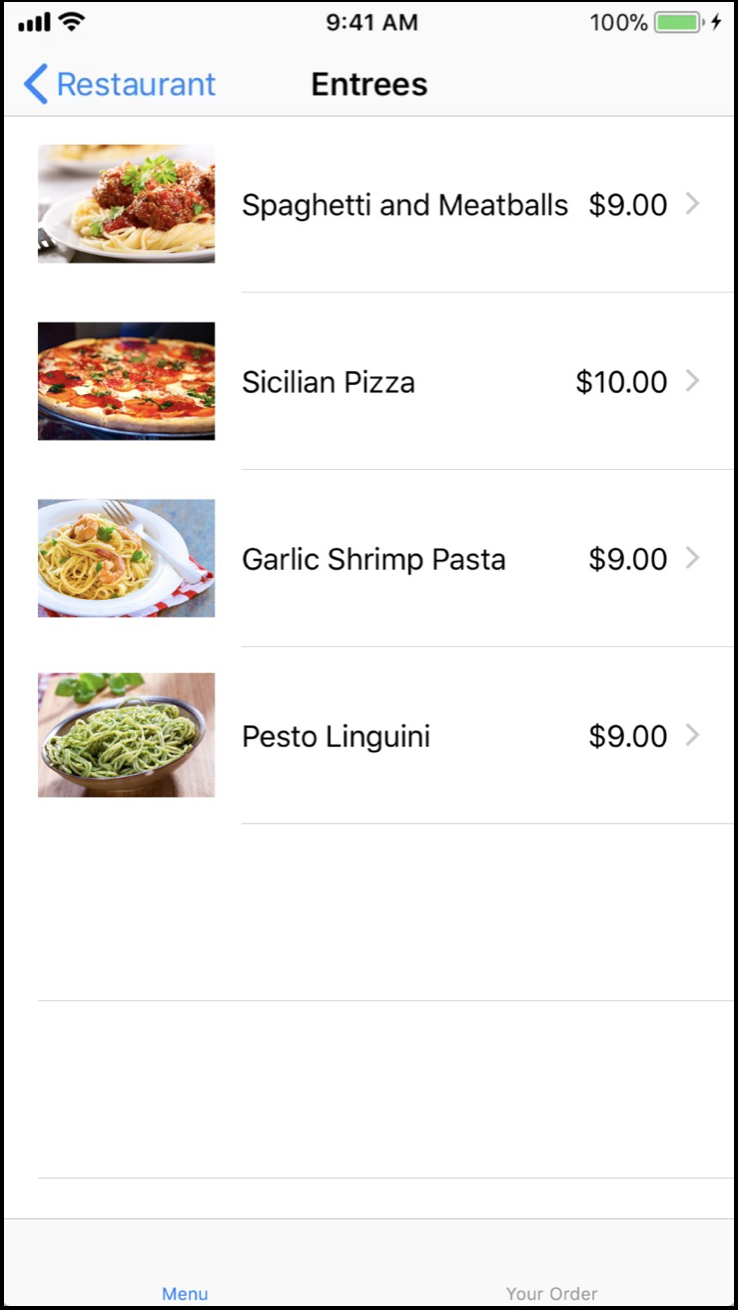 9:41 AM 100%
Restaurant Entrees
Spaghetti and Meatballs $9.00
Sicilian Pizza $10.00
Garlic Shrimp Pasta $9.00
Pesto Linguini $9.00
Menu Your Order